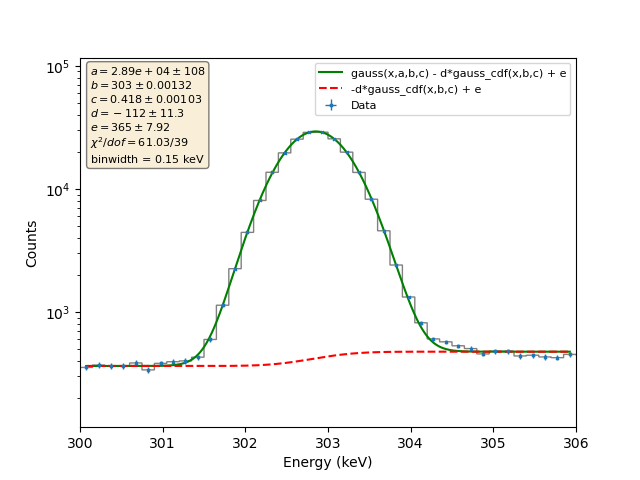 a = 2.89e + 04 ± 108
b = 303 ± 0.00132
c = 0.418 ± 0.00103
d = −112 ± 11.3
e = 365 ± 7.92
χ²/dof = 61.03/39
binwidth = 0.15 keV
gauss(x,a,b,c) - d*gauss_cdf(x,b,c) + e
-d*gauss_cdf(x,b,c) + e
Data
10⁵
10⁴
10³
Counts
300 301 302 303 304 305 306
Energy (keV)